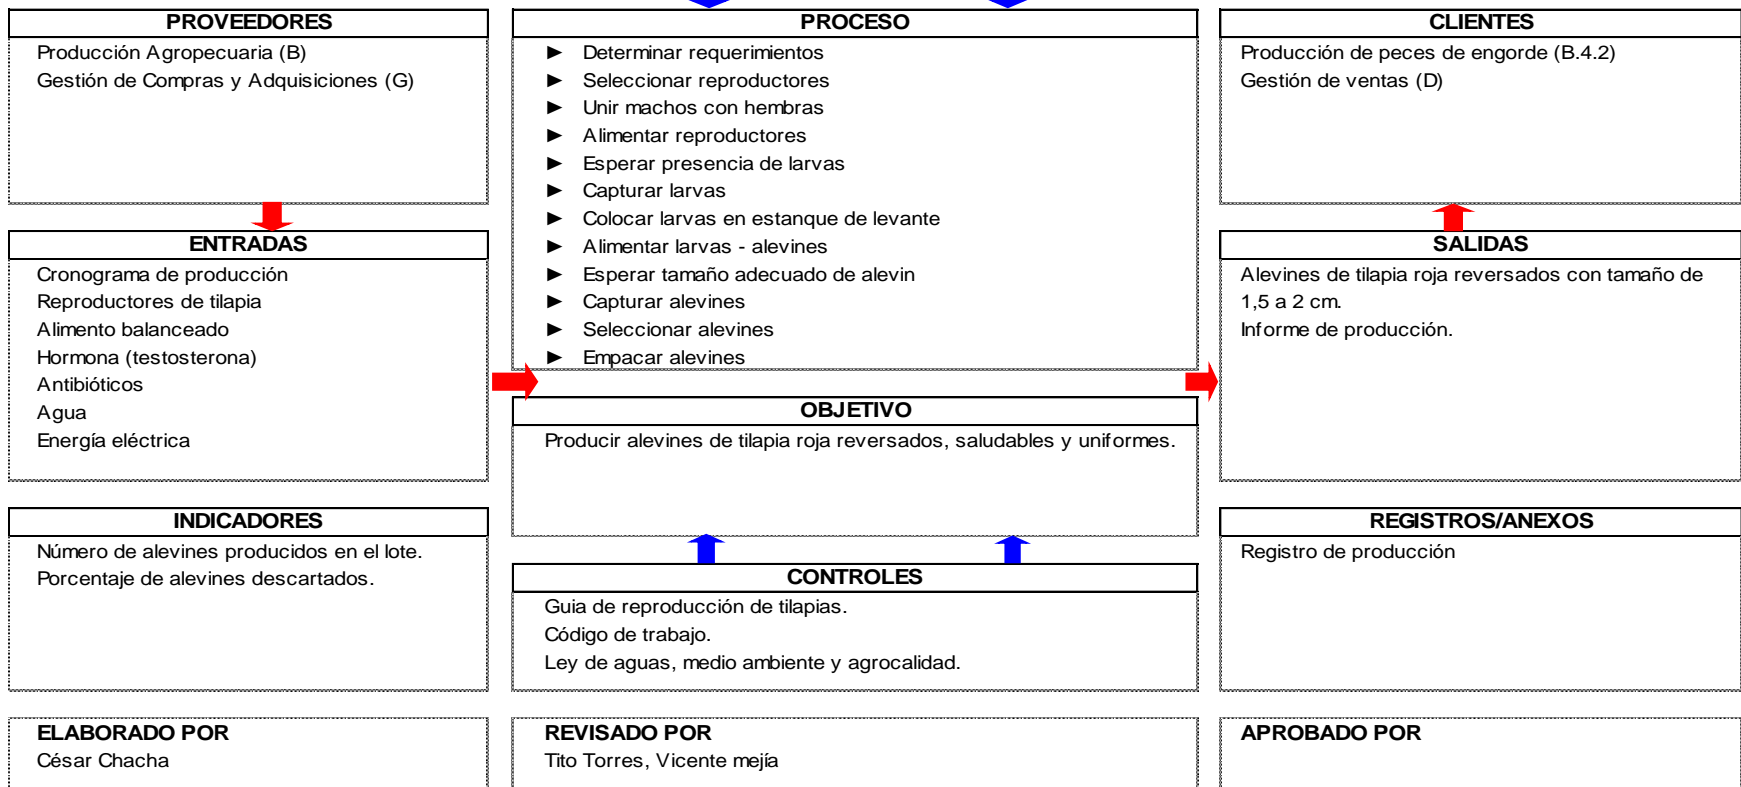 PROVEEDORES
Producción Agropecuaria (B)
Gestión de Compras y Adquisiciones (G)
ENTRADAS
Cronograma de producción
Reproductores de tilapia
Alimento balanceado
Hormona (testosterona)
Antibióticos
Agua
Energía eléctrica
INDICADORES
Número de alevines producidos en el lote.
Porcentaje de alevines descartados.
ELABORADO POR
César Chacha
PROCESO
► Determinar requerimientos
► Seleccionar reproductores
► Unir machos con hembras
► Alimentar reproductores
► Esperar presencia de larvas
► Capturar larvas
► Colocar larvas en estanque de levante
► Alimentar larvas - alevines
► Esperar tamaño adecuado de alevin
► Capturar alevines
► Seleccionar alevines
► Empacar alevines
OBJETIVO
Producir alevines de tilapia roja reversados, saludables y uniformes.
CONTROLES
Guia de reproducción de tilapias.
Código de trabajo.
Ley de aguas, medio ambiente y agrocalidad.
REVISADO POR
Tito Torres, Vicente mejía
CLIENTES
Producción de peces de engorde (B.4.2)
Gestión de ventas (D)
SALIDAS
Alevines de tilapia roja reversados con tamaño de
1,5 a 2 cm.
Informe de producción.
REGISTROS/ANEXOS
Registro de producción
APROBADO POR